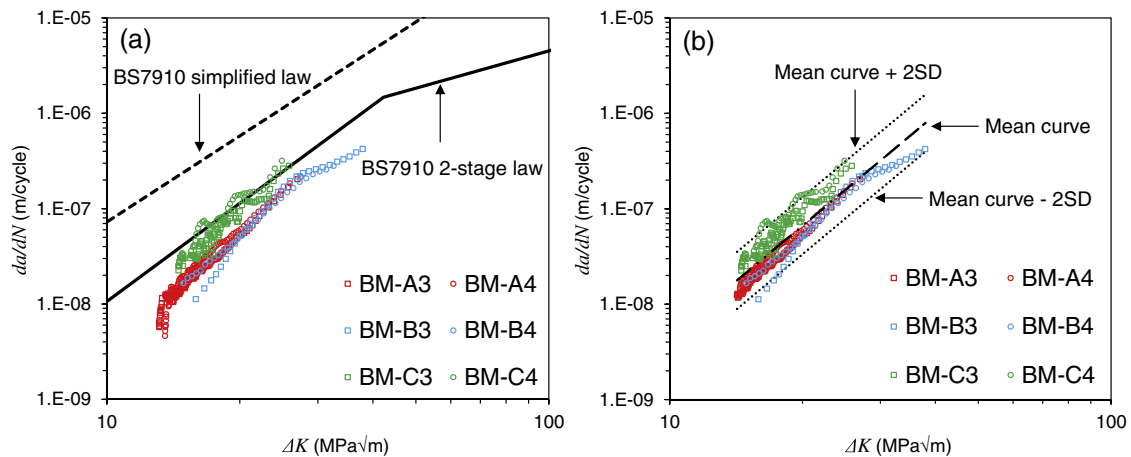 (a)
1.E-05
1.E-06
1.E-07
1.E-08
1.E-09
da/dN (m/cycle)
BS7910 simplified law
BS7910 2-stage law
BM-A3 BM-A4
BM-B3 BM-B4
BM-C3 BM-C4
10 100
ΔK (MPa√m)
(b)
1.E-05
1.E-06
1.E-07
1.E-08
1.E-09
da/dN (m/cycle)
Mean curve + 2SD
Mean curve
Mean curve - 2SD
BM-A3 BM-A4
BM-B3 BM-B4
BM-C3 BM-C4
10 100
ΔK (MPa√m)